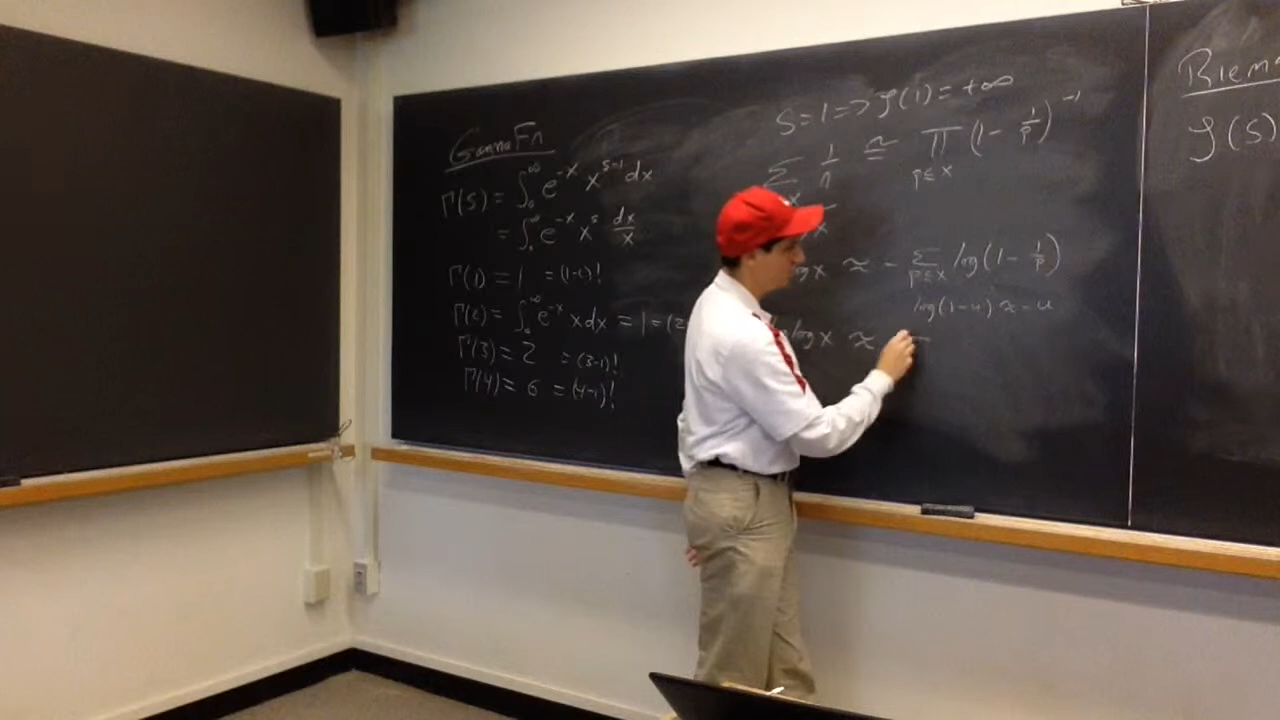 Gamma Fn
Γ(s) = ∫₀^∞ e^{-x} x^{s-1} dx
= ∫₀^∞ e^{-x} x^s dx/x
Γ(1) = 1 = (1-1)!
Γ(2) = ∫₀^∞ e^{-x} x dx = 1 = (2
Γ(3) = 2 = (3-1)!
Γ(4) = 6 = (4-1)!
s = 1 => ζ(1) = +∞
Σ 1/n ≅ Π_{p≤x} (1 - 1/p)^{-1}
log x ≈ - Σ_{p≤x} log(1 - 1/p)
log(1-u) ≈ -u
log x ≈
Riema
ζ(s)